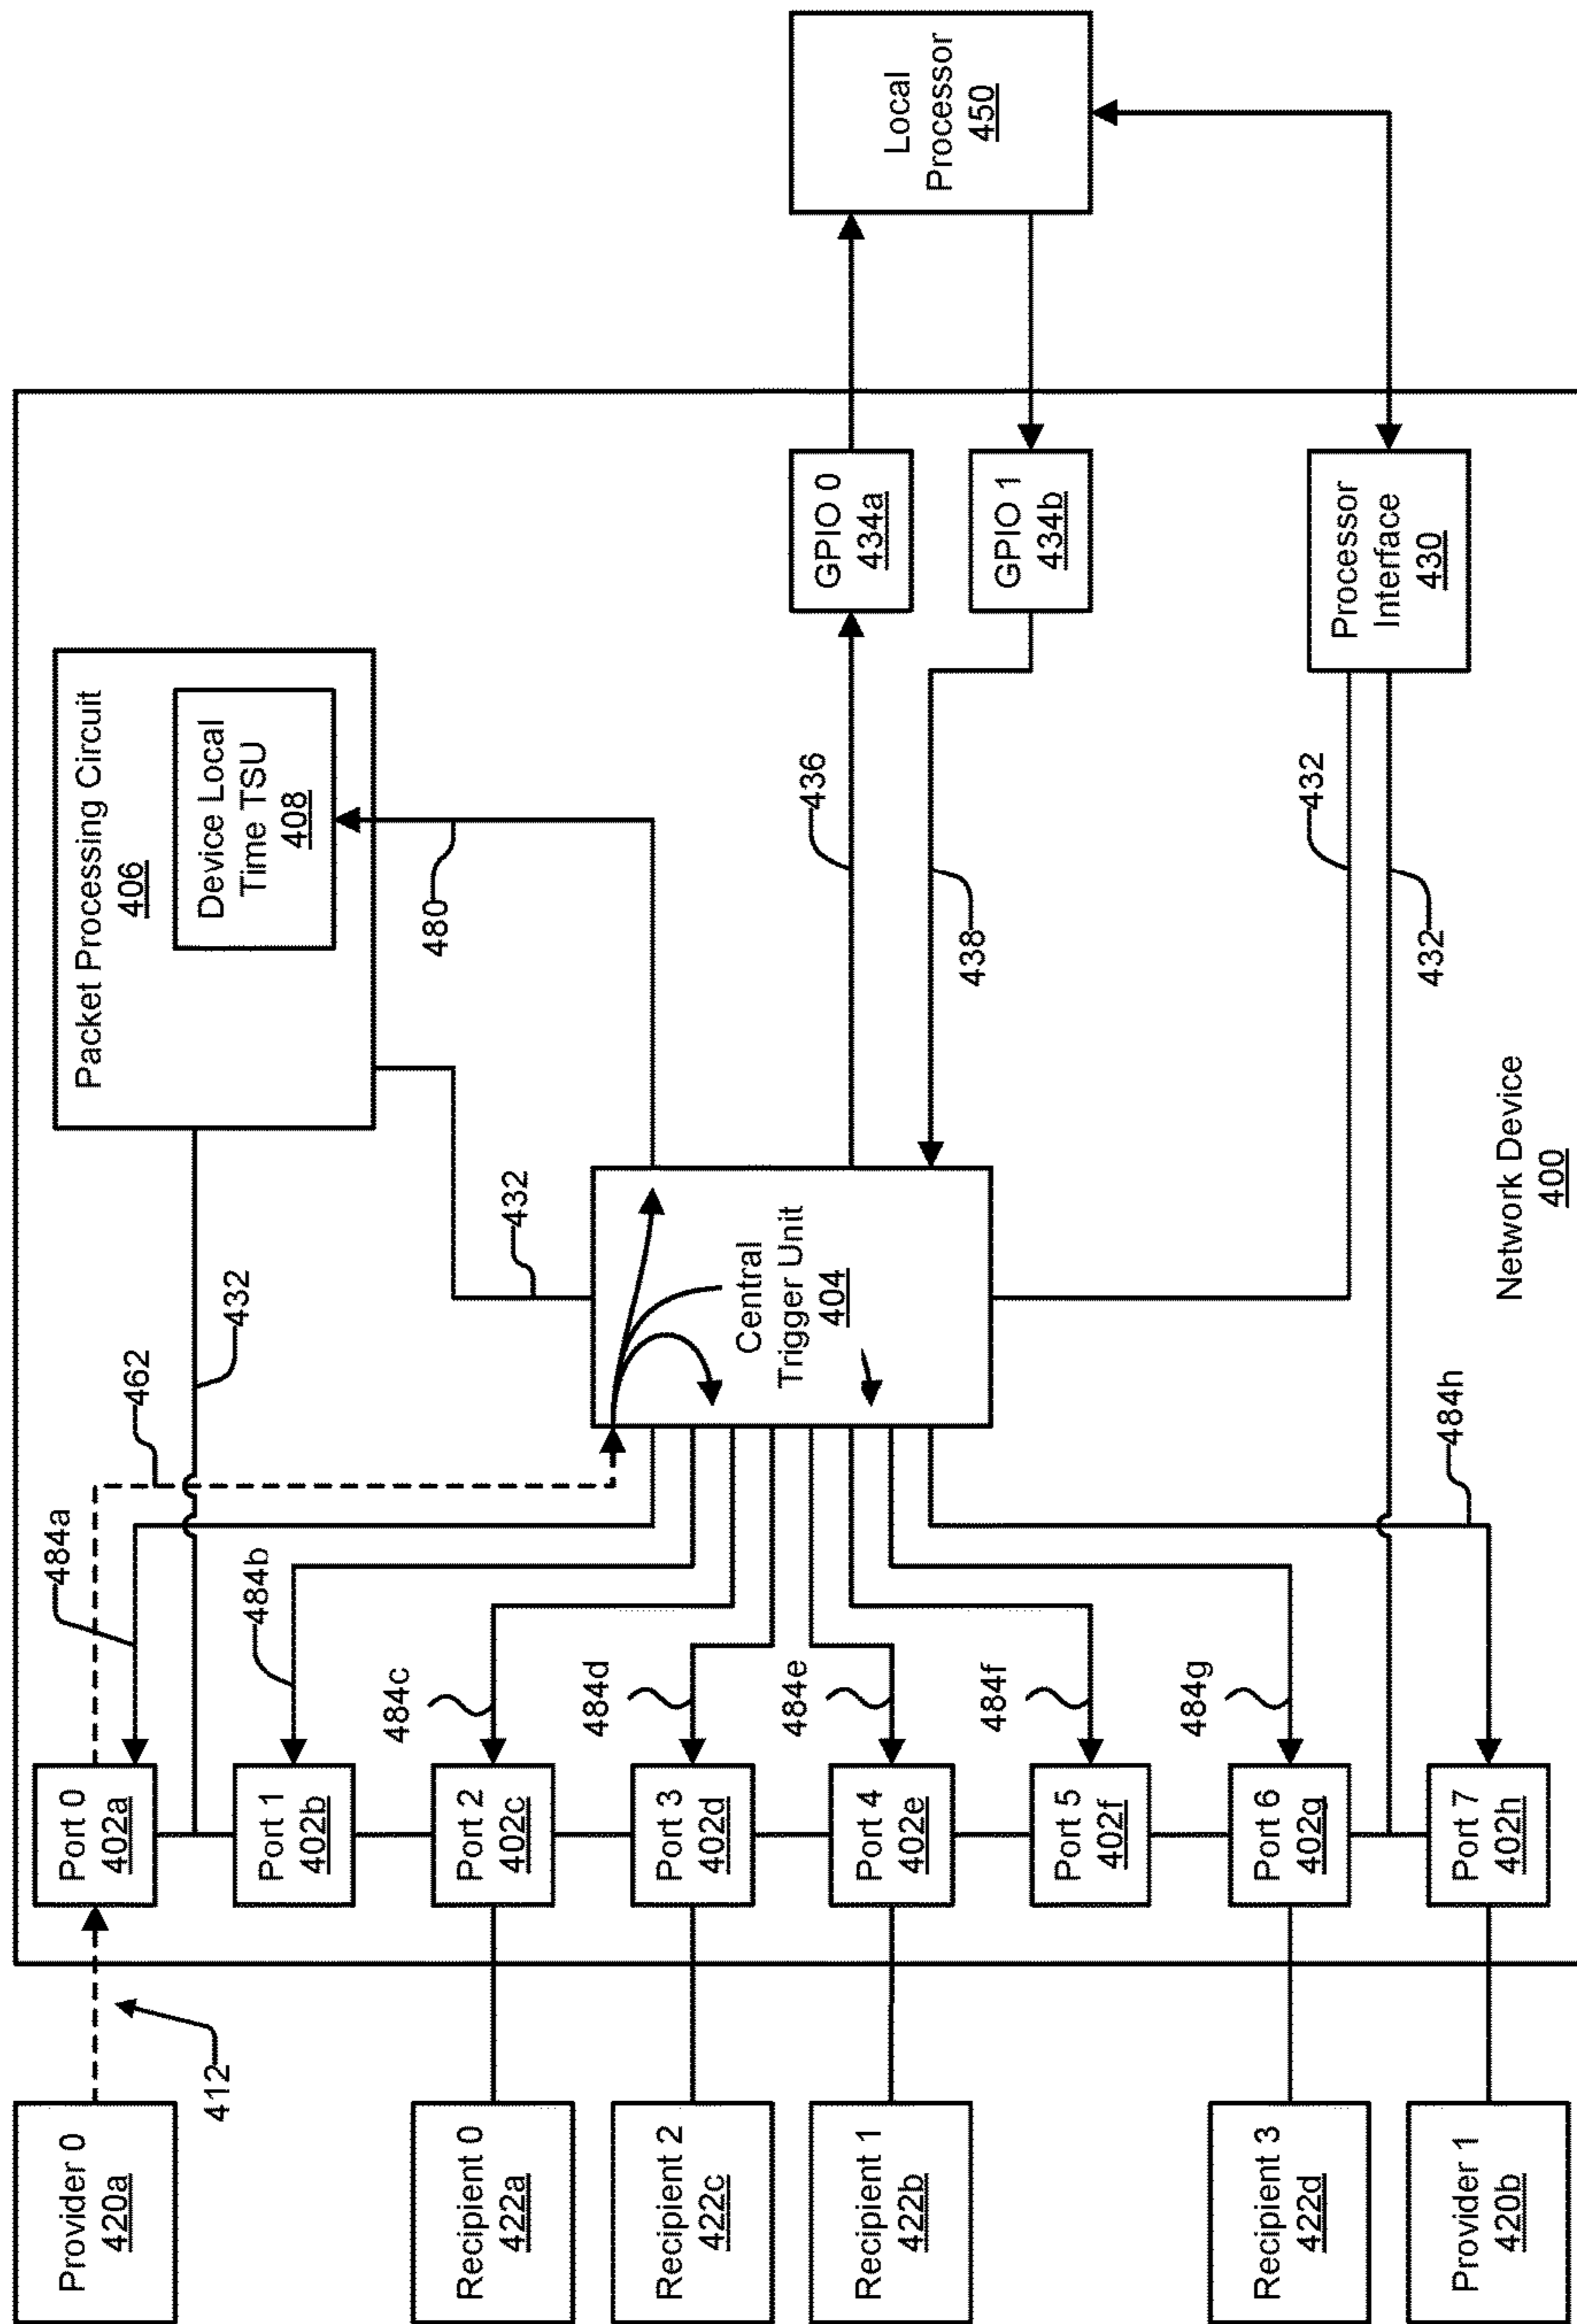 Provider 0
420a
412
Recipient 0
422a
Recipient 2
422c
Recipient 1
422b
Recipient 3
422d
Provider 1
420b
Port 0
402a
Port 1
402b
Port 2
402c
Port 3
402d
Port 4
402e
Port 5
402f
Port 6
402g
Port 7
402h
484a
484b
484c
484d
484e
484f
484g
484h
462
432
432
Central
Trigger Unit
404
Packet Processing Circuit
406
Device Local
Time TSU
408
480
436
438
432
432
GPIO 0
434a
GPIO 1
434b
Processor
Interface
430
Local
Processor
450
Network Device
400